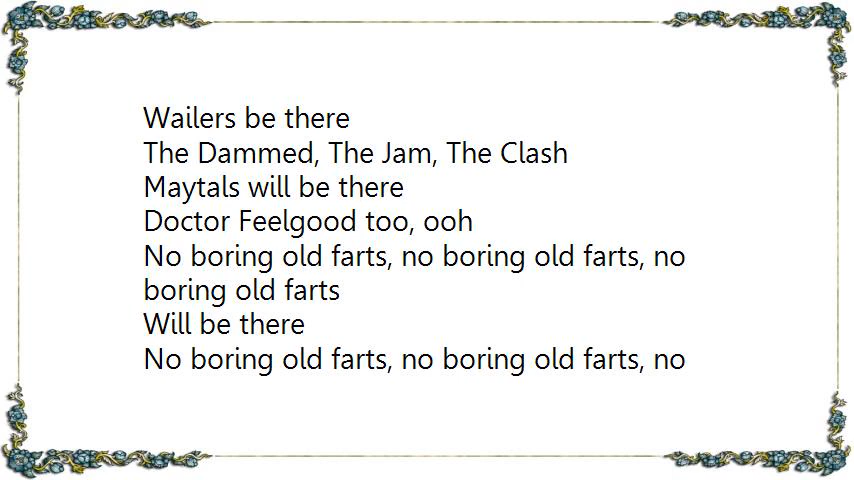 Wailers be there
The Dammed, The Jam, The Clash
Maytals will be there
Doctor Feelgood too, ooh
No boring old farts, no boring old farts, no
boring old farts
Will be there
No boring old farts, no boring old farts, no